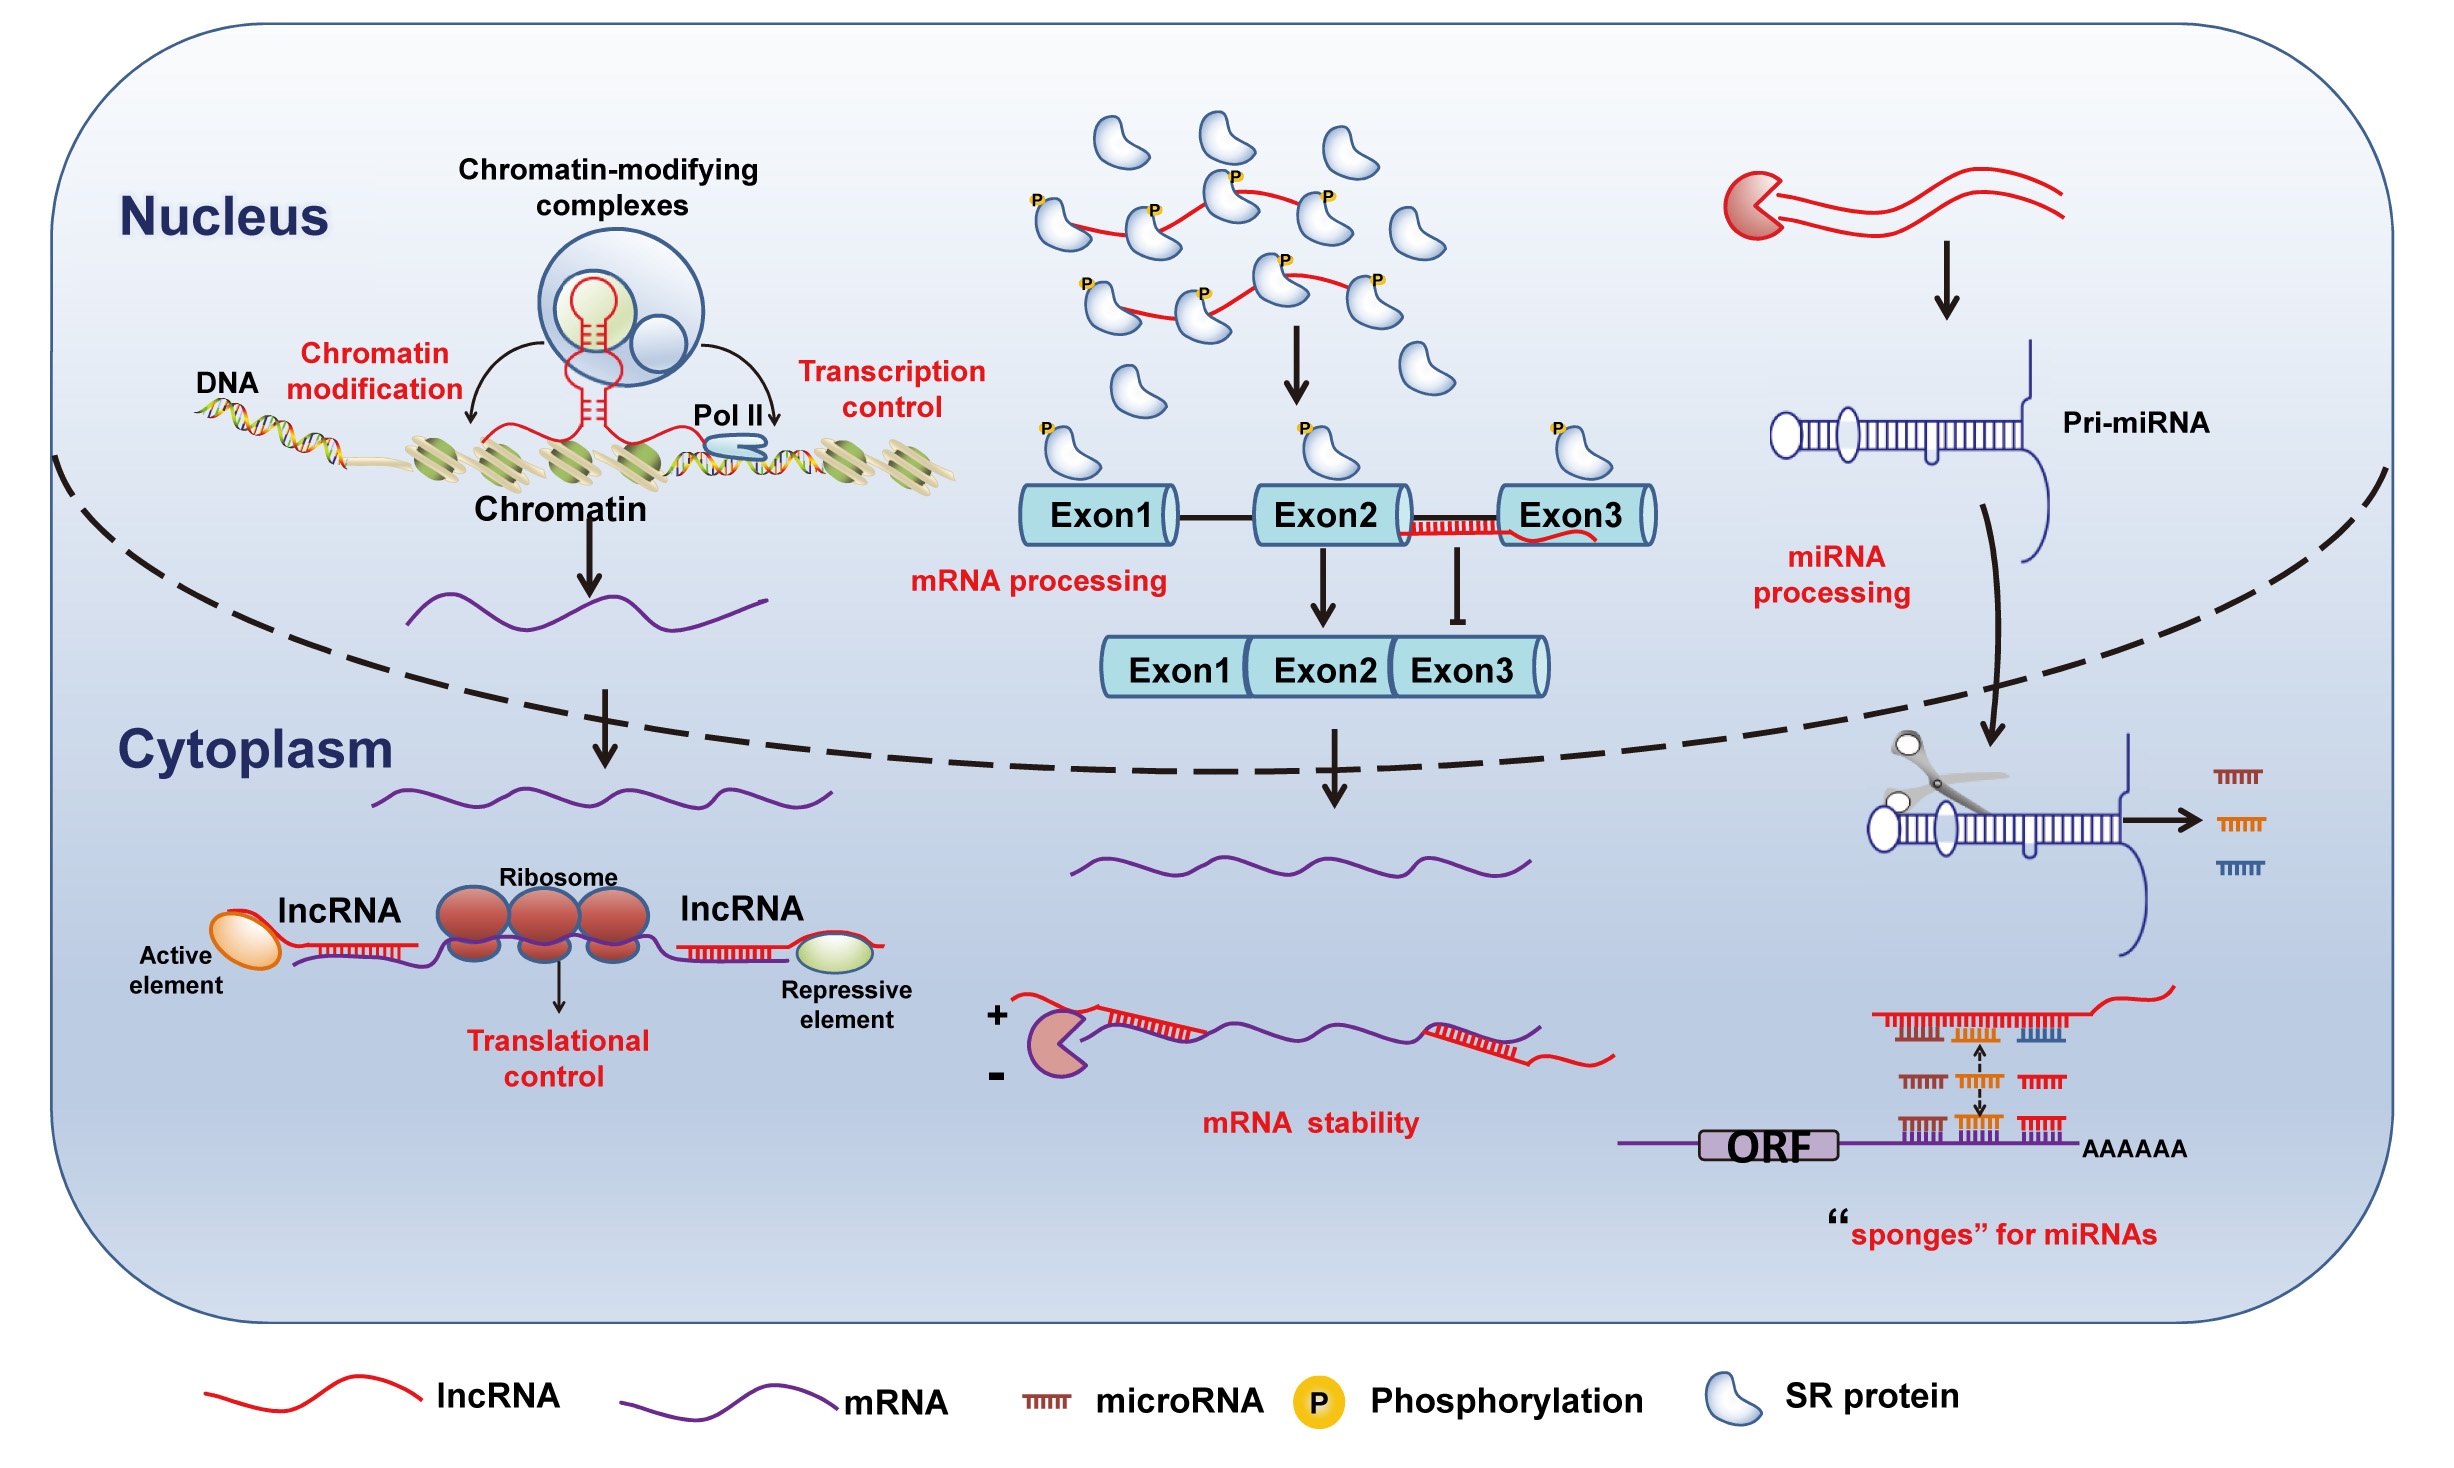 Nucleus
Chromatin-modifying
complexes
Chromatin
modification
DNA
Transcription
control
Pol II
Chromatin
P
P
P
P
P
P
P
P
P
P
P
Exon1
Exon2
Exon3
mRNA processing
Exon1
Exon2
Exon3
Pri-miRNA
miRNA
processing
Cytoplasm
Ribosome
lncRNA
lncRNA
Active
element
Repressive
element
Translational
control
+
-
mRNA stability
ORF
AAAAAA
“sponges” for miRNAs
lncRNA
mRNA
microRNA
P
Phosphorylation
SR protein